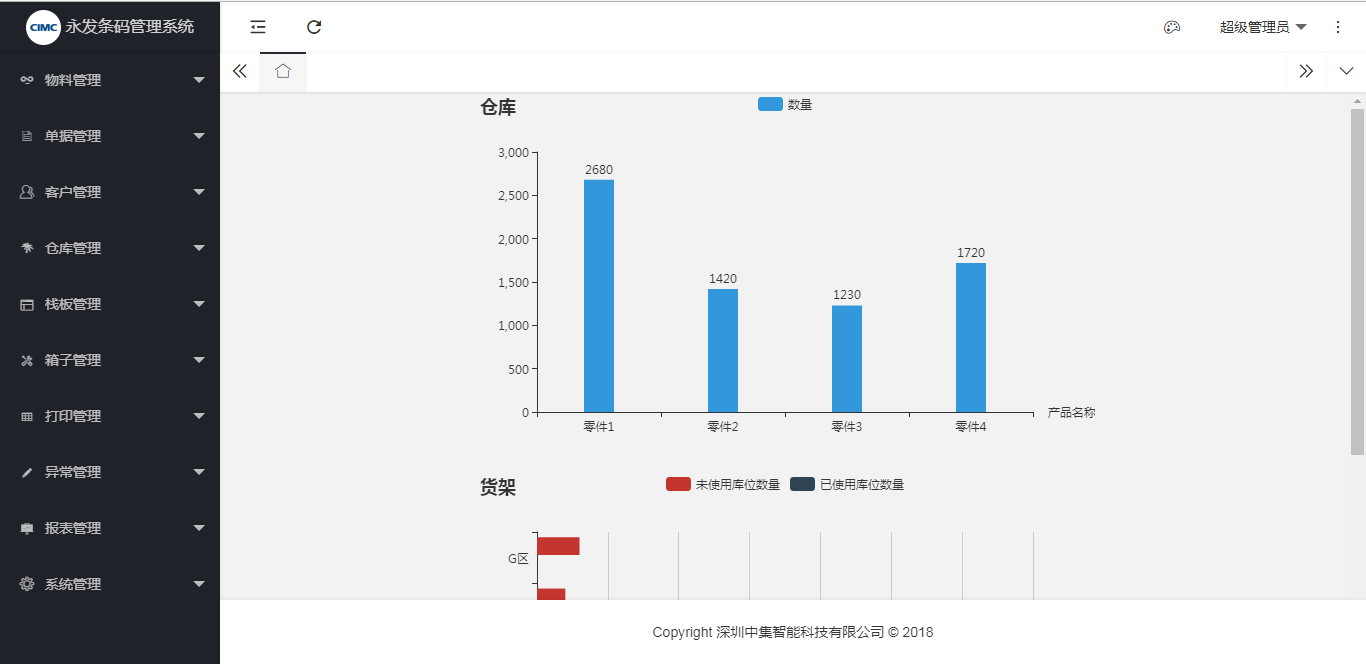 CIMC 永发条码管理系统
物料管理
单据管理
客户管理
仓库管理
栈板管理
箱子管理
打印管理
异常管理
报表管理
系统管理
超级管理员
仓库
数量
3,000
2,500
2,000
1,500
1,000
500
0
2680
1420
1230
1720
零件1
零件2
零件3
零件4
产品名称
货架
未使用库位数量
已使用库位数量
G区
Copyright 深圳中集智能科技有限公司 © 2018